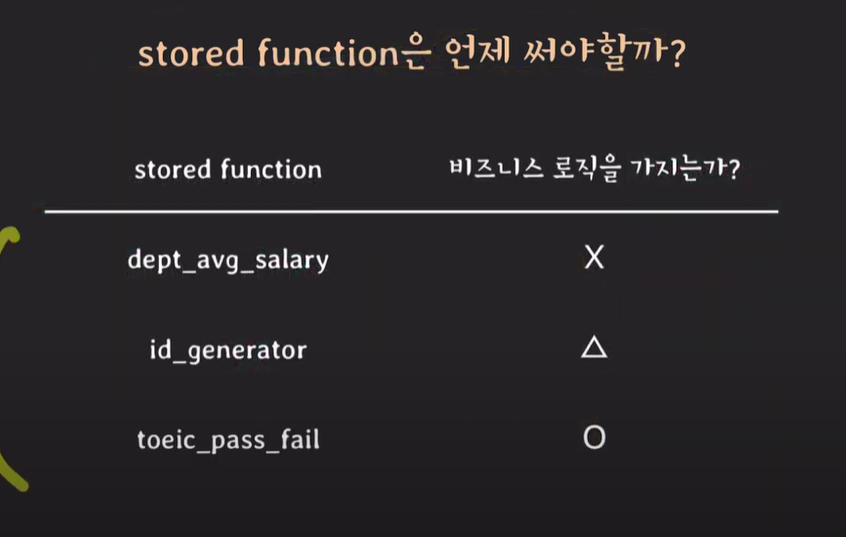 stored function은 언제 써야할까?
stored function 비즈니스 로직을 가지는가?
dept_avg_salary X
id_generator △
toeic_pass_fail O